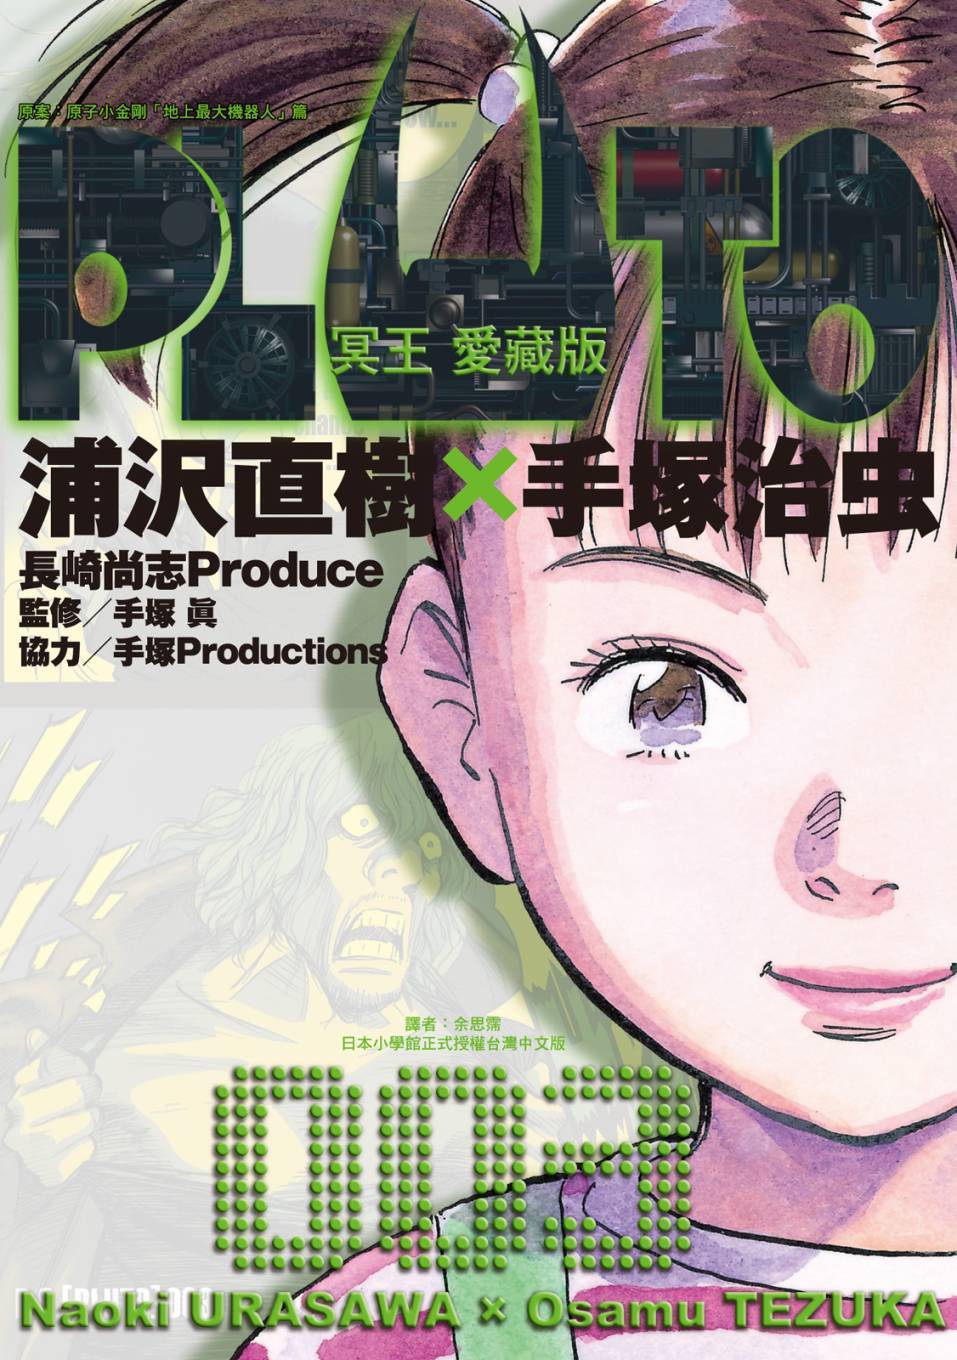 原案：原子小金剛「地上最大機器人」篇
PLUTO
冥王 愛藏版
浦沢直樹×手塚治虫
長崎尚志Produce
監修／手塚 眞
協力／手塚Productions
譯者：余思霈
日本小學館正式授權台灣中文版
003
Naoki URASAWA × Osamu TEZUKA